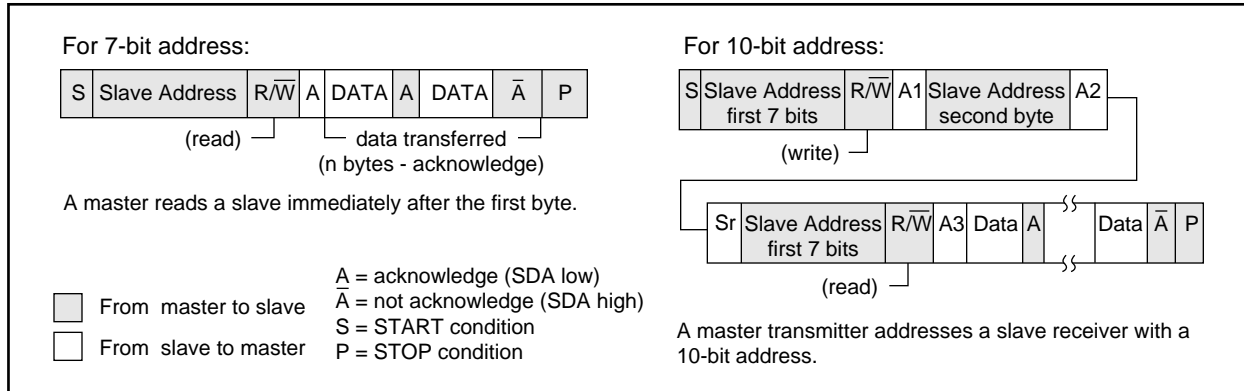 For 7-bit address:
S Slave Address R/W̅ A DATA A DATA A̅ P
(read)
data transferred
(n bytes - acknowledge)
A master reads a slave immediately after the first byte.
From master to slave
From slave to master
A = acknowledge (SDA low)
A̅ = not acknowledge (SDA high)
S = START condition
P = STOP condition
For 10-bit address:
S Slave Address first 7 bits R/W̅ A1 Slave Address second byte A2
(write)
Sr Slave Address first 7 bits R/W̅ A3 Data A Data A̅ P
(read)
A master transmitter addresses a slave receiver with a
10-bit address.